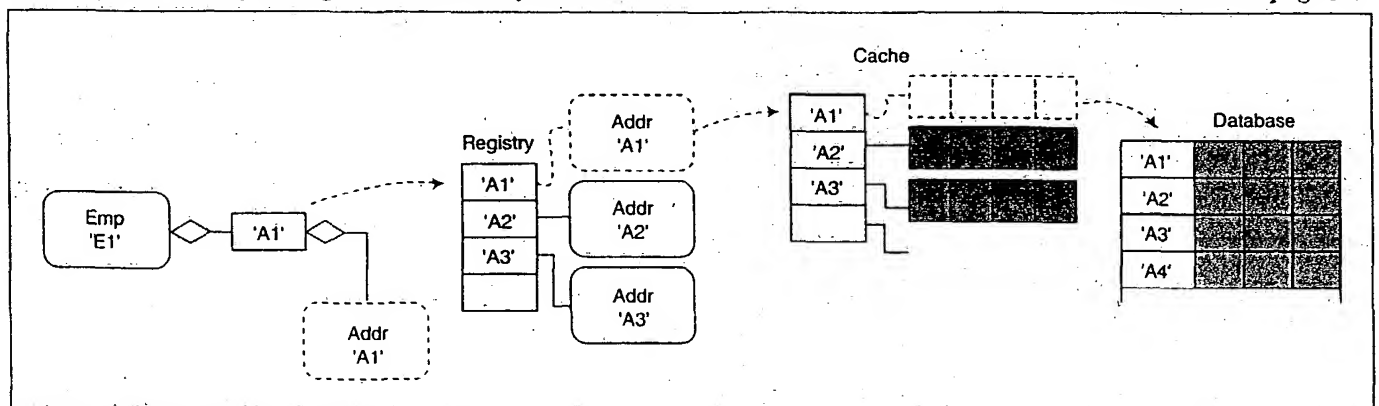 Emp
'E1'
'A1'
Addr
'A1'
Registry
'A1'
'A2'
'A3'
Addr
'A1'
Addr
'A2'
Addr
'A3'
Cache
'A1'
'A2'
'A3'
Database
'A1'
'A2'
'A3'
'A4'